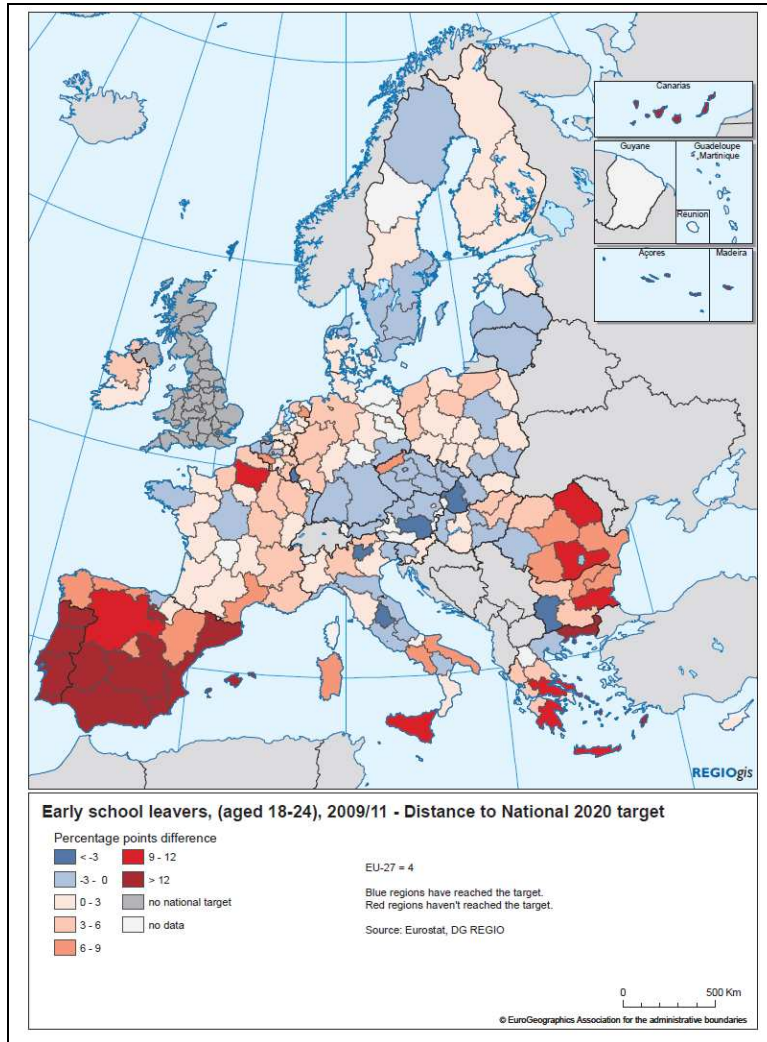 Canarias
Guyane
Guadeloupe
Martinique
Réunion
Açores
Madeira
REGIOgis
Early school leavers, (aged 18-24), 2009/11 - Distance to National 2020 target
Percentage points difference
< -3
-3 - 0
0 - 3
3 - 6
6 - 9
9 - 12
> 12
no national target
no data
EU-27 = 4
Blue regions have reached the target.
Red regions haven't reached the target.
Source: Eurostat, DG REGIO
0 500 Km
© EuroGeographics Association for the administrative boundaries